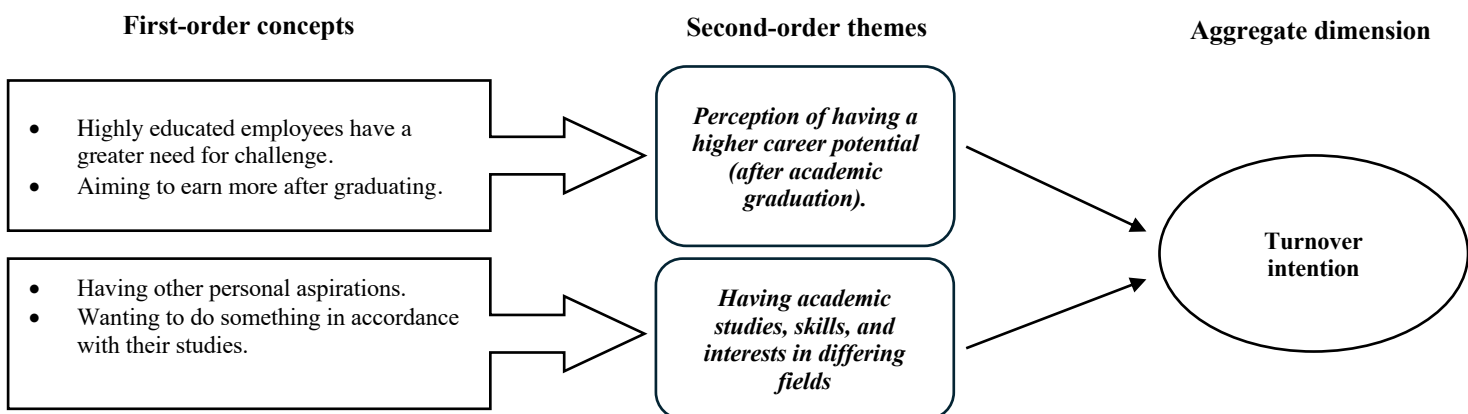 First-order concepts
Second-order themes
Aggregate dimension
• Highly educated employees have a
greater need for challenge.
• Aiming to earn more after graduating.
Perception of having a
higher career potential
(after academic
graduation).
• Having other personal aspirations.
• Wanting to do something in accordance
with their studies.
Having academic
studies, skills, and
interests in differing
fields
Turnover
intention